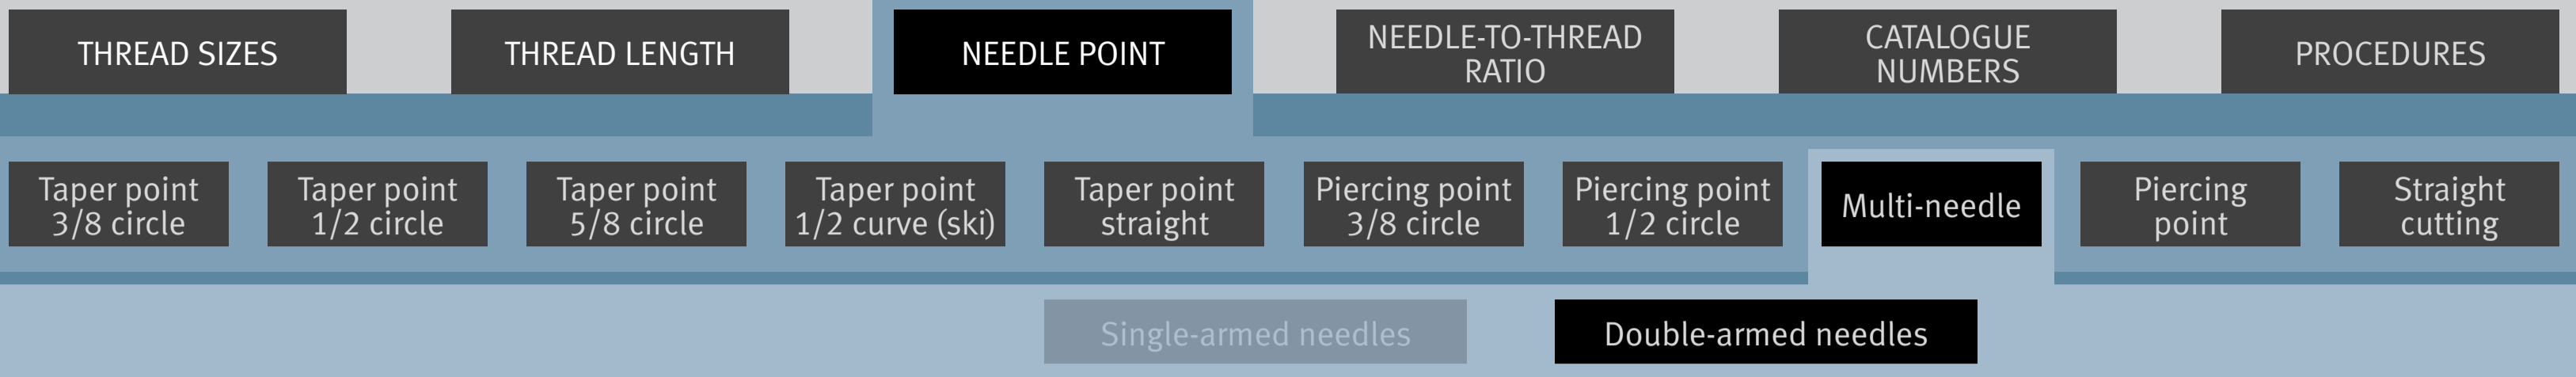 THREAD SIZES
THREAD LENGTH
NEEDLE POINT
NEEDLE-TO-THREAD
RATIO
CATALOGUE
NUMBERS
PROCEDURES
Taper point
3/8 circle
Taper point
1/2 circle
Taper point
5/8 circle
Taper point
1/2 curve (ski)
Taper point
straight
Piercing point
3/8 circle
Piercing point
1/2 circle
Multi-needle
Piercing
point
Straight
cutting
Single-armed needles
Double-armed needles